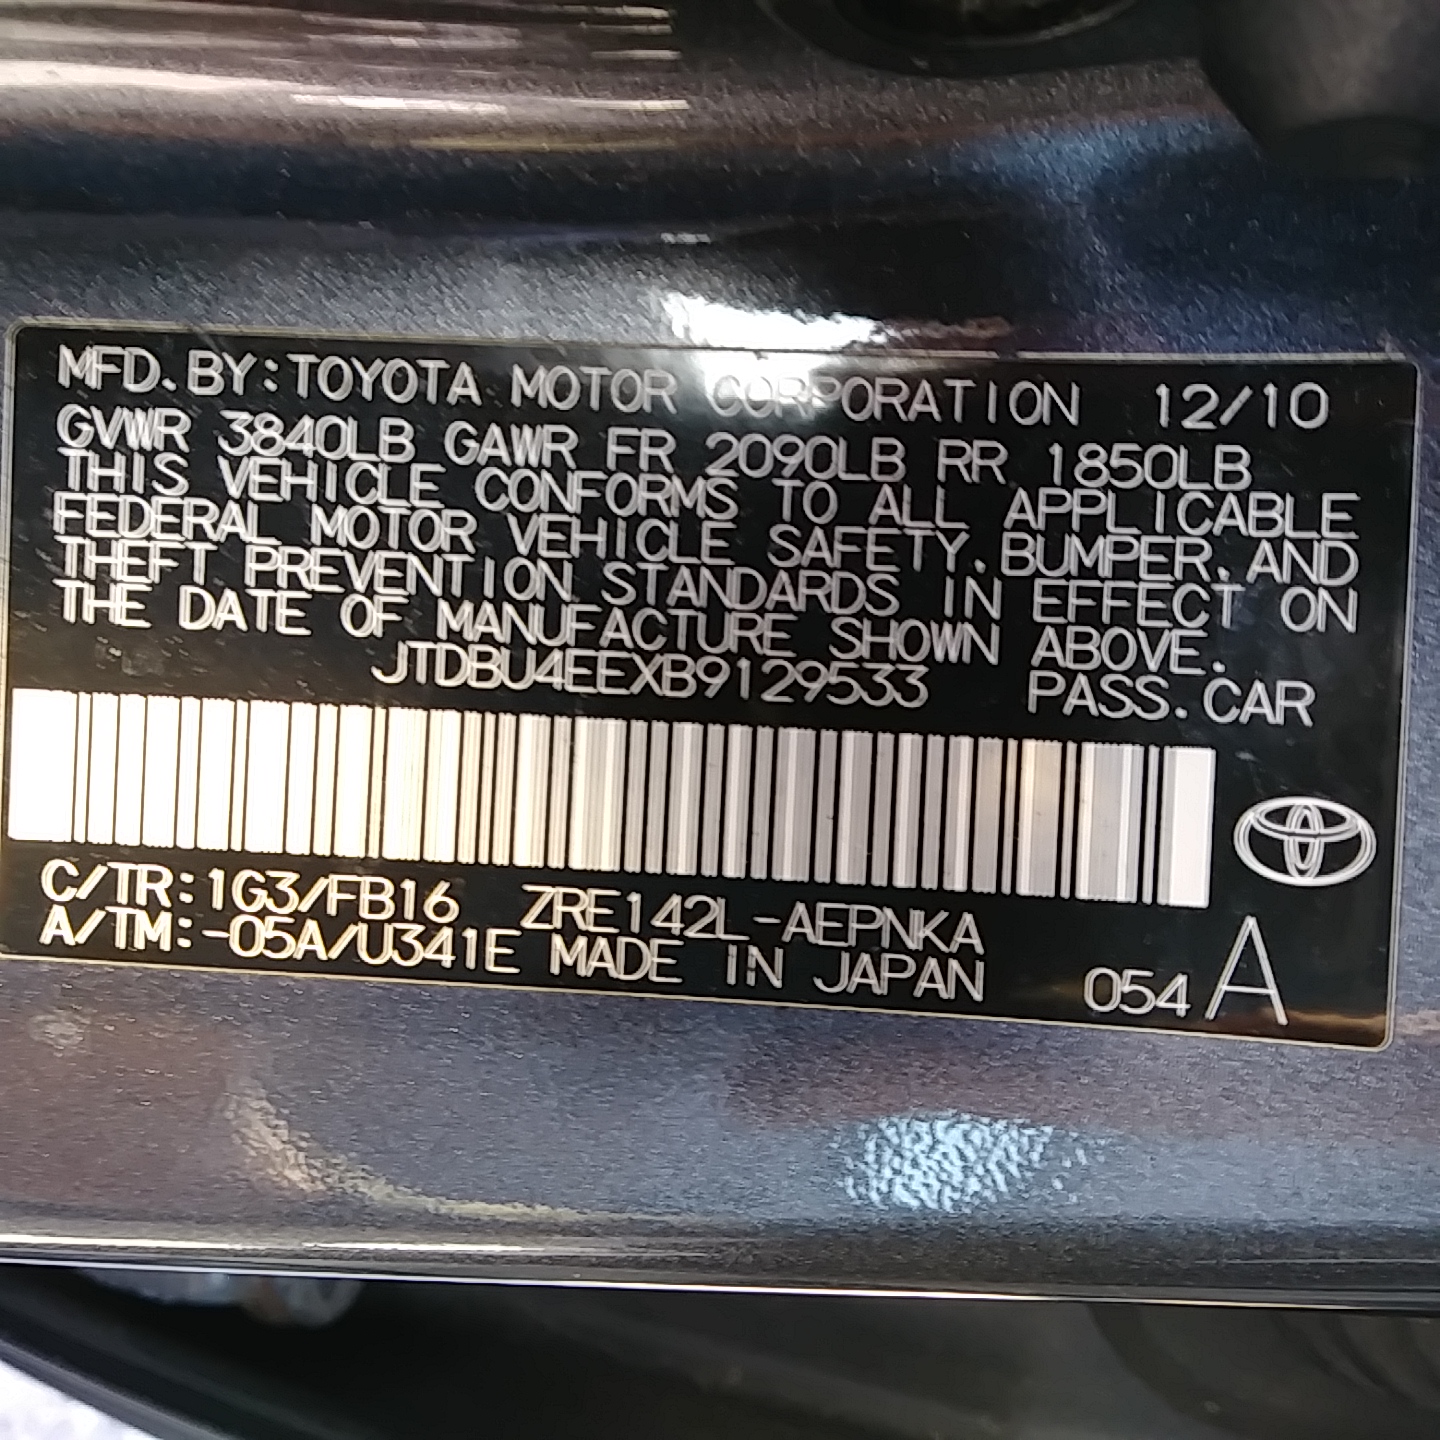 MFD. BY: TOYOTA MOTOR CORPORATION 12/10
GVWR 3840LB GAWR FR 2090LB RR 1850LB
THIS VEHICLE CONFORMS TO ALL APPLICABLE
FEDERAL MOTOR VEHICLE SAFETY, BUMPER, AND
THEFT PREVENTION STANDARDS IN EFFECT ON
THE DATE OF MANUFACTURE SHOWN ABOVE.
JTDBU4EEXB9129533 PASS. CAR
C/TR: 1G3/FB16 ZRE142L-AEPNKA
A/TM: -05A/U341E MADE IN JAPAN 054 A